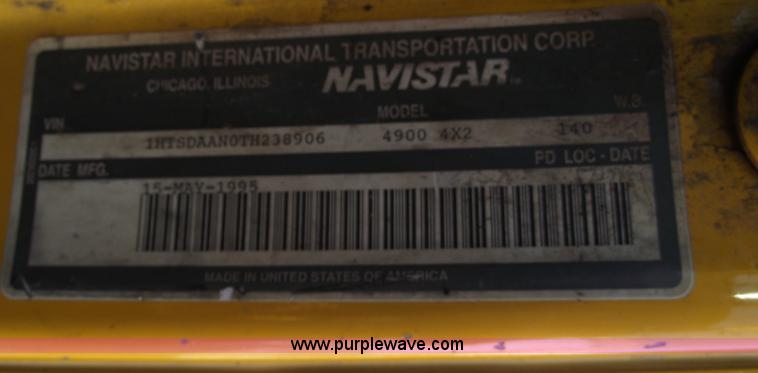 NAVISTAR INTERNATIONAL TRANSPORTATION CORP.
CHICAGO, ILLINOIS NAVISTAR
VIN MODEL W.B.
1HTSDAAN0TH238906 4900 4X2 140
DATE MFG. PD LOC - DATE
15-MAY-1995
MADE IN UNITED STATES OF AMERICA
www.purplewave.com